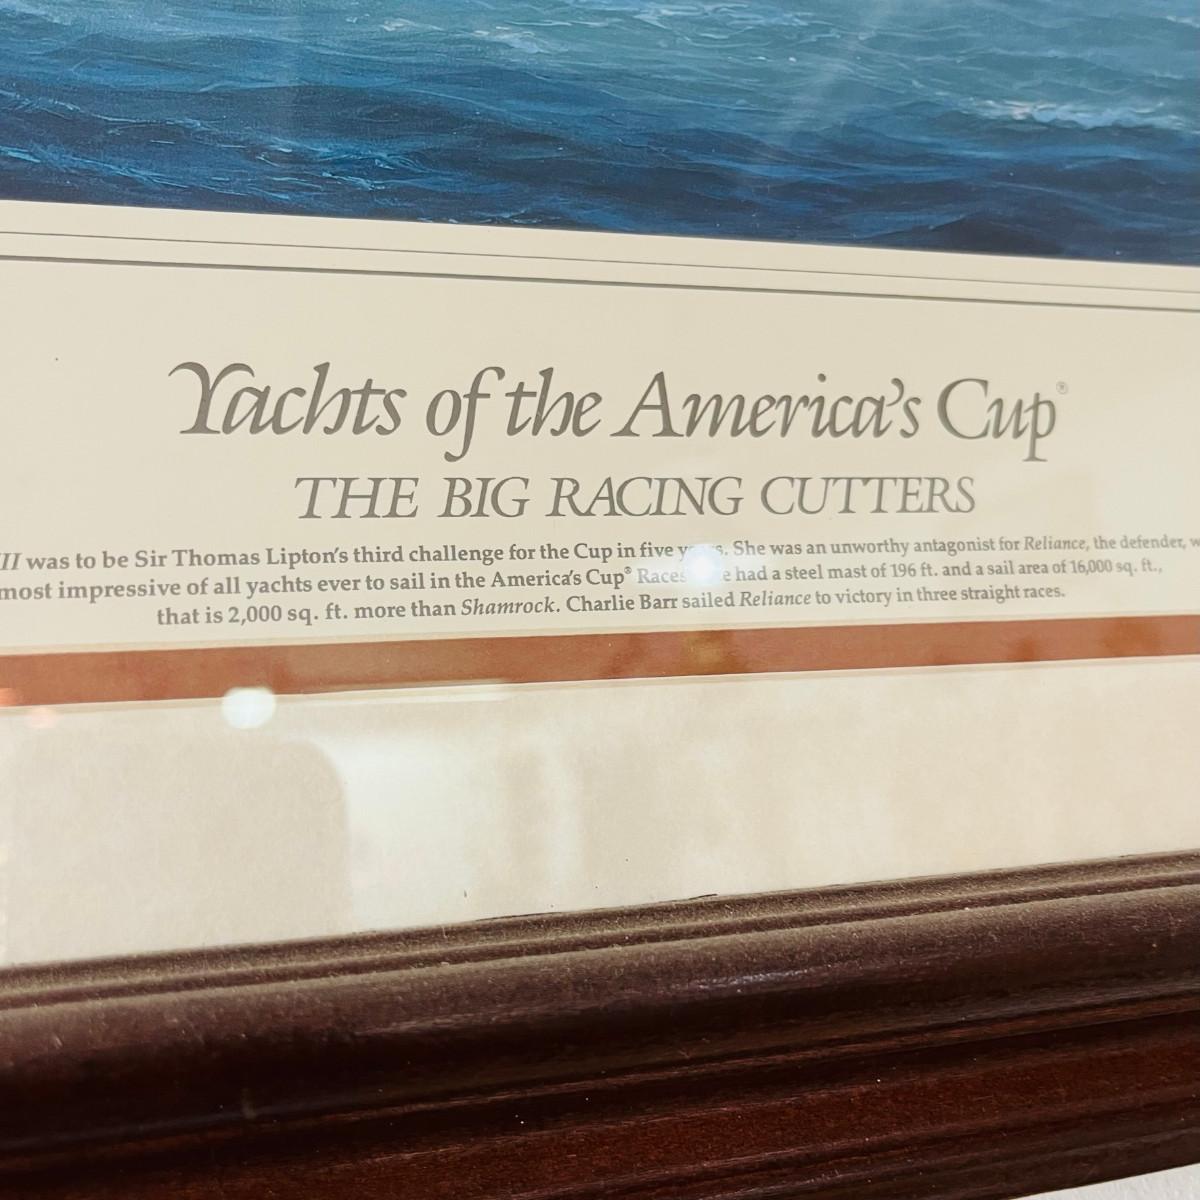 Yachts of the America's Cup®
THE BIG RACING CUTTERS
III was to be Sir Thomas Lipton's third challenge for the Cup in five. She was an unworthy antagonist for Reliance, the defender,
most impressive of all yachts ever to sail in the America's Cup® Races had a steel mast of 196 ft. and a sail area of 16,000 sq. ft.,
that is 2,000 sq. ft. more than Shamrock. Charlie Barr sailed Reliance to victory in three straight races.